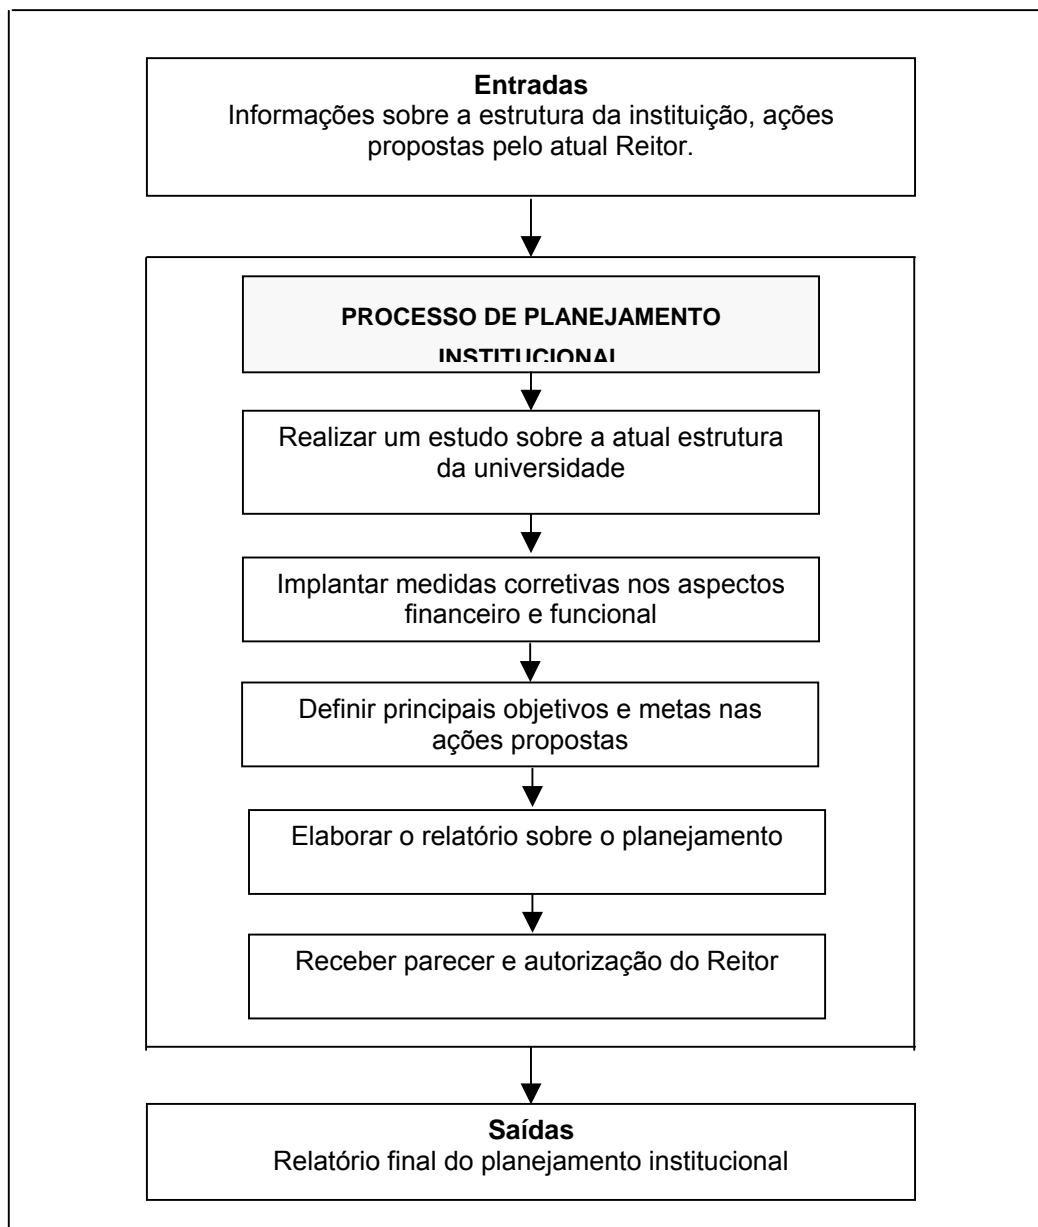 Entradas
Informações sobre a estrutura da instituição, ações
propostas pelo atual Reitor.
PROCESSO DE PLANEJAMENTO
INSTITUCIONAL
Realizar um estudo sobre a atual estrutura
da universidade
Implantar medidas corretivas nos aspectos
financeiro e funcional
Definir principais objetivos e metas nas
ações propostas
Elaborar o relatório sobre o planejamento
Receber parecer e autorização do Reitor
Saídas
Relatório final do planejamento institucional